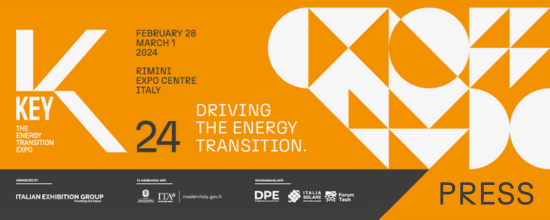 KEY
THE
ENERGY
TRANSITION
EXPO
FEBRUARY 28
MARCH 1
2024
RIMINI
EXPO CENTRE
ITALY
24
DRIVING
THE ENERGY
TRANSITION.
ORGANIZED BY
ITALIAN EXHIBITION GROUP
Providing the future
In collaboration with
ITA
madeinitaly.gov.it
Simultaneously with
DPE
ITALIA
SOLARE
Forum
Tech
PRESS